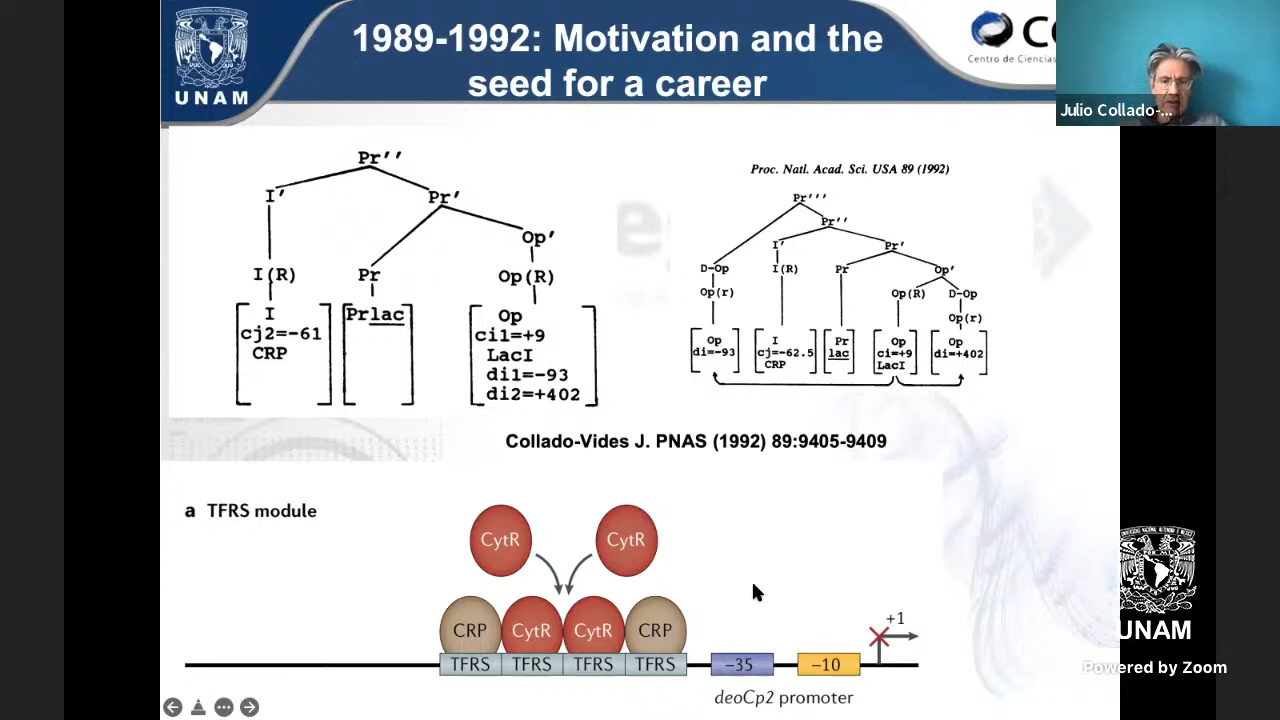 UNAM
1989-1992: Motivation and the
seed for a career
Centro de Ciencias
Julio Collado-...
Pr''
I'
Pr'
Op'
I(R)
Pr
Op(R)
I
cj2=-61
CRP
Prlac
Op
ci1=+9
LacI
di1=-93
di2=+402
Proc. Natl. Acad. Sci. USA 89 (1992)
Pr'''
Pr''
I'
Pr'
D-Op
I(R)
Pr
Op'
Op(r)
Op(R)
D-Op
Op(r)
Op
di=-93
I
cj=-62.5
CRP
Pr
lac
Op
ci=+9
LacI
Op
di=+402
Collado-Vides J. PNAS (1992) 89:9405-9409
a TFRS module
CytR
CytR
CRP
CytR
CytR
CRP
TFRS
TFRS
TFRS
TFRS
-35
-10
+1
deoCp2 promoter
UNAM
Powered by Zoom